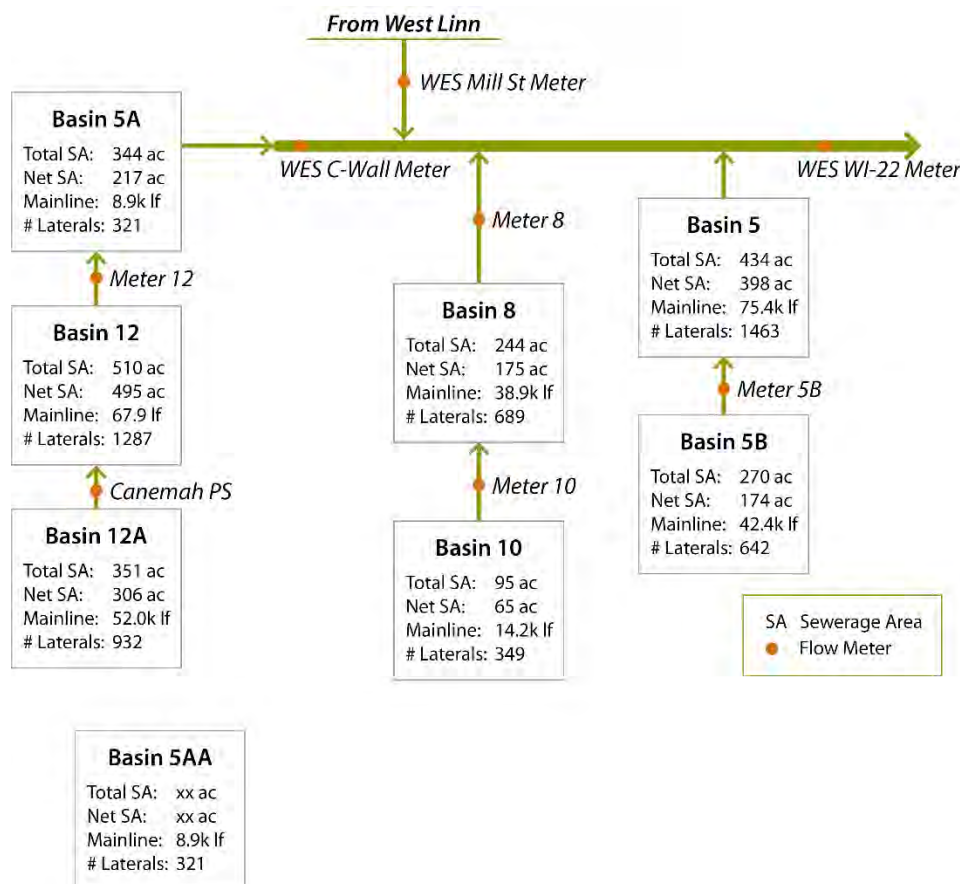 From West Linn
WES Mill St Meter
Basin 5A
Total SA: 344 ac
Net SA: 217 ac
Mainline: 8.9k lf
# Laterals: 321
WES C-Wall Meter
WES WI-22 Meter
Meter 12
Meter 8
Basin 5
Total SA: 434 ac
Net SA: 398 ac
Mainline: 75.4k lf
# Laterals: 1463
Basin 12
Total SA: 510 ac
Net SA: 495 ac
Mainline: 67.9 lf
# Laterals: 1287
Basin 8
Total SA: 244 ac
Net SA: 175 ac
Mainline: 38.9k lf
# Laterals: 689
Meter 5B
Canemah PS
Meter 10
Basin 5B
Total SA: 270 ac
Net SA: 174 ac
Mainline: 42.4k lf
# Laterals: 642
Basin 12A
Total SA: 351 ac
Net SA: 306 ac
Mainline: 52.0k lf
# Laterals: 932
Basin 10
Total SA: 95 ac
Net SA: 65 ac
Mainline: 14.2k lf
# Laterals: 349
SA Sewerage Area
Flow Meter
Basin 5AA
Total SA: xx ac
Net SA: xx ac
Mainline: 8.9k lf
# Laterals: 321